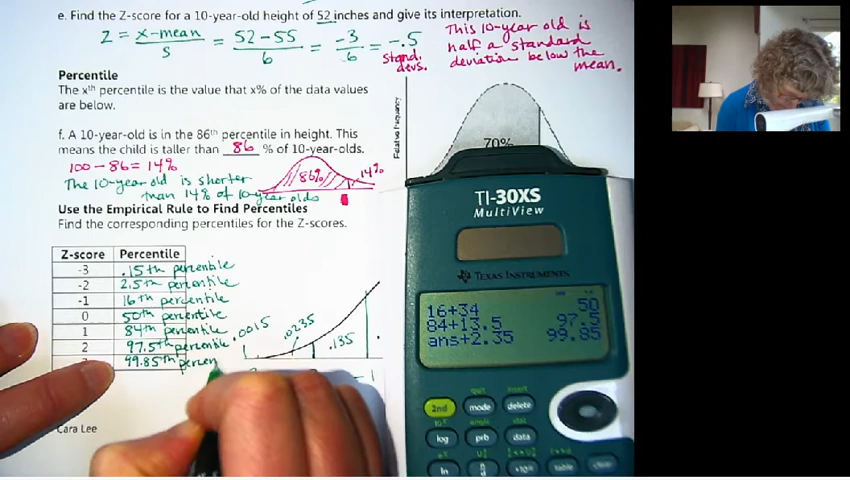 e. Find the Z-score for a 10-year-old height of 52 inches and give its interpretation.
Z = x-mean / s = 52-55 / 6 = -3 / 6 = -.5 stand. devs.
This 10-year old is
half a standard
deviation below the
mean.
Percentile
The xth percentile is the value that x% of the data values
are below.
f. A 10-year-old is in the 86th percentile in height. This
means the child is taller than 86 % of 10-year-olds.
100-86=14%
The 10-year old is shorter
than 14% of 10-year olds
86%
14%
Use the Empirical Rule to Find Percentiles
Find the corresponding percentiles for the Z-scores.
Z-score Percentile
-3 .15th percentile
-2 2.5th percentile
-1 16th percentile
0 50th percentile
1 84th percentile
2 97.5th percentile
99.85th percen
.0015
.0235
.135
-1
Cara Lee
Relative frequency
70%
TI-30XS
MultiView
TEXAS INSTRUMENTS
16+34 50
84+13.5 97.5
ans+2.35 99.85
quit insert
2nd mode delete
stat
log prb data
ln table clear